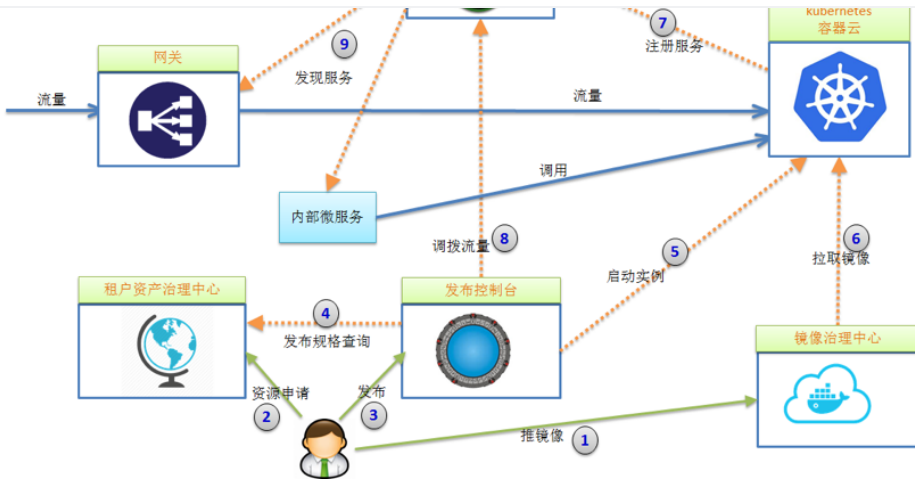 kubernetes
容器云
7
注册服务
9
发现服务
网关
流量
流量
调用
内部微服务
8
调拨流量
5
启动实例
6
拉取镜像
租户资产治理中心
发布控制台
4
发布规格查询
镜像治理中心
资源申请
2
发布
3
推镜像
1